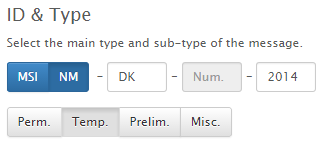 ID & Type
Select the main type and sub-type of the message.
MSI NM - DK - Num. - 2014
Perm. Temp. Prelim. Misc.